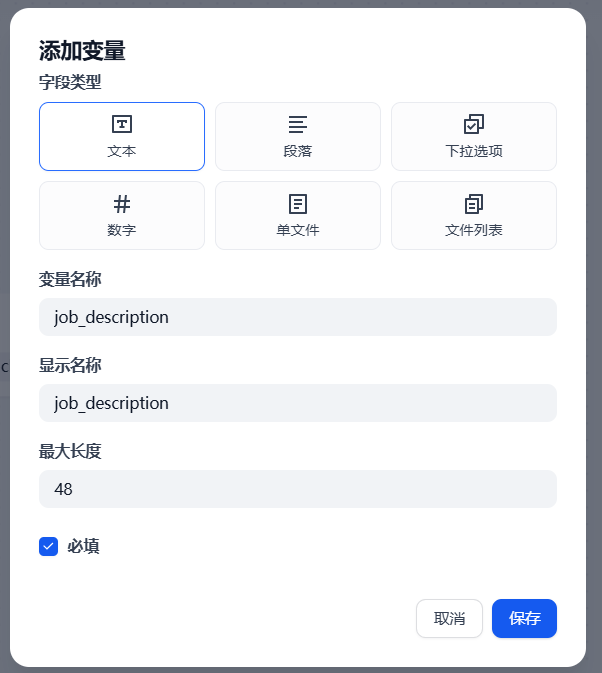 添加变量
字段类型
文本 段落 下拉选项
数字 单文件 文件列表
变量名称
job_description
显示名称
job_description
最大长度
48
必填
取消 保存
c